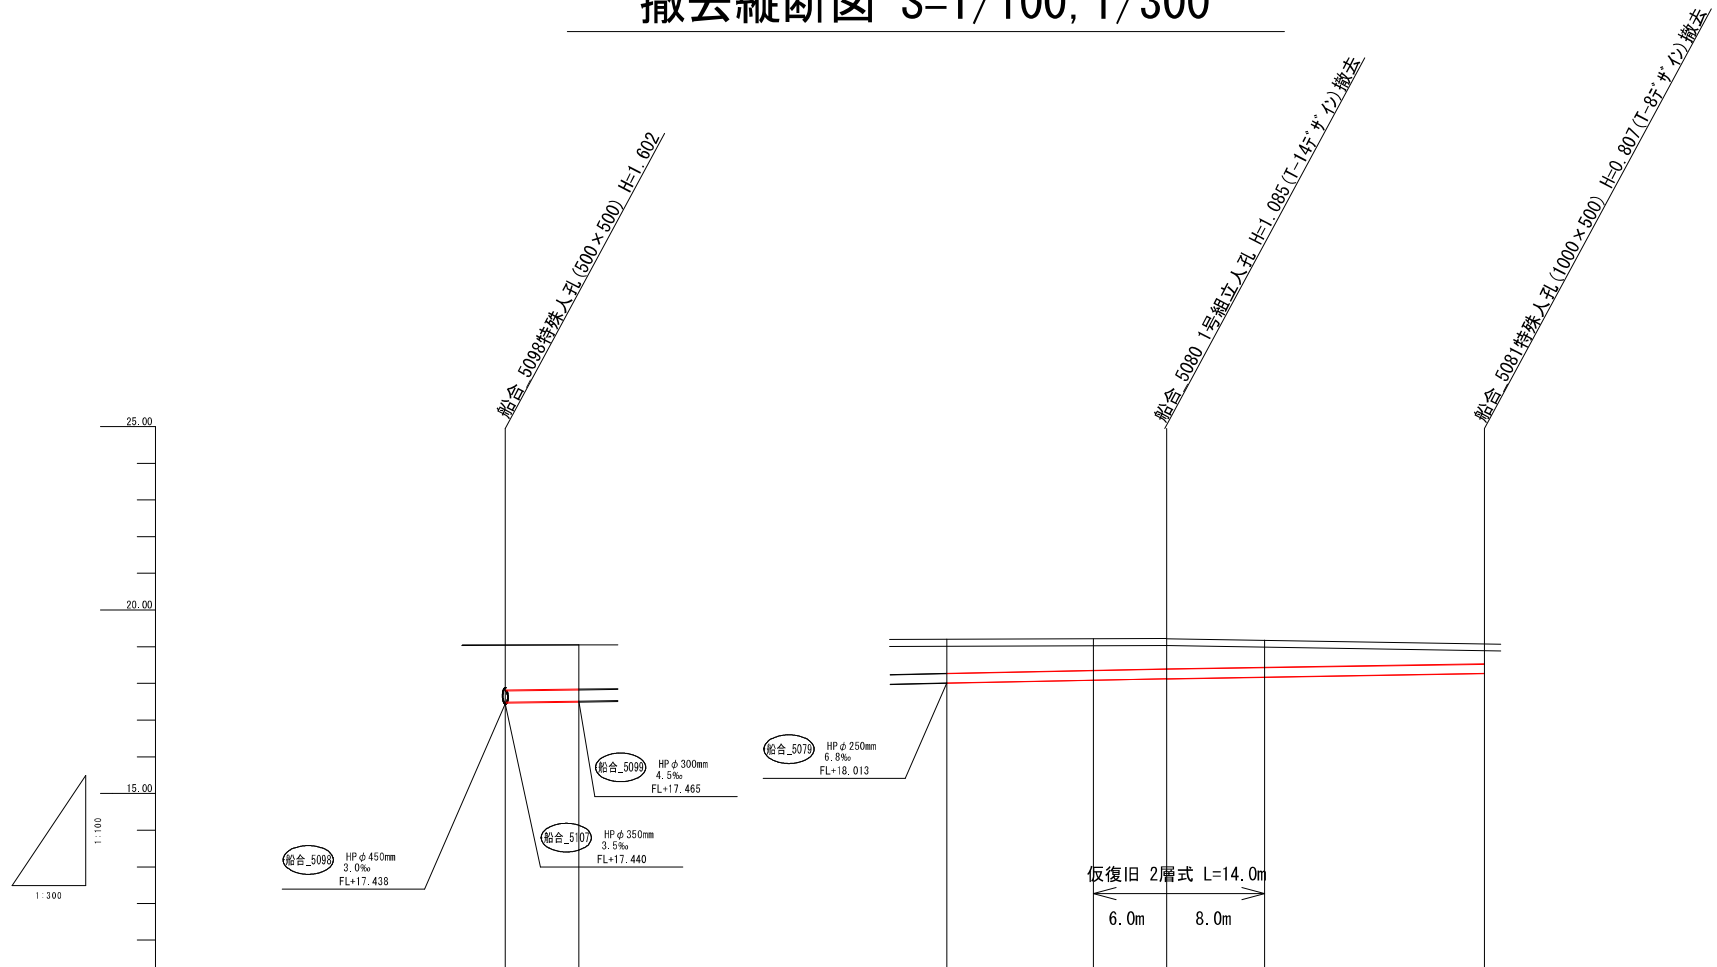 撤去縦断図 S=1/100,1/300
船合_5098特殊人孔(500×500) H=1.602
船合_5080 1号組立人孔 H=1.085(T-14ﾃﾞｻﾞｲﾝ)撤去
船合_5081特殊人孔(1000×500) H=0.807(T-8ﾃﾞｻﾞｲﾝ)撤去
25.00
20.00
15.00
1:100
1:300
船合_5098
HPφ450mm
3.0‰
FL+17.438
船合_5107
HPφ350mm
3.5‰
FL+17.440
船合_5099
HPφ300mm
4.5‰
FL+17.465
船合_5079
HPφ250mm
6.8‰
FL+18.013
仮復旧 2層式 L=14.0m
6.0m
8.0m